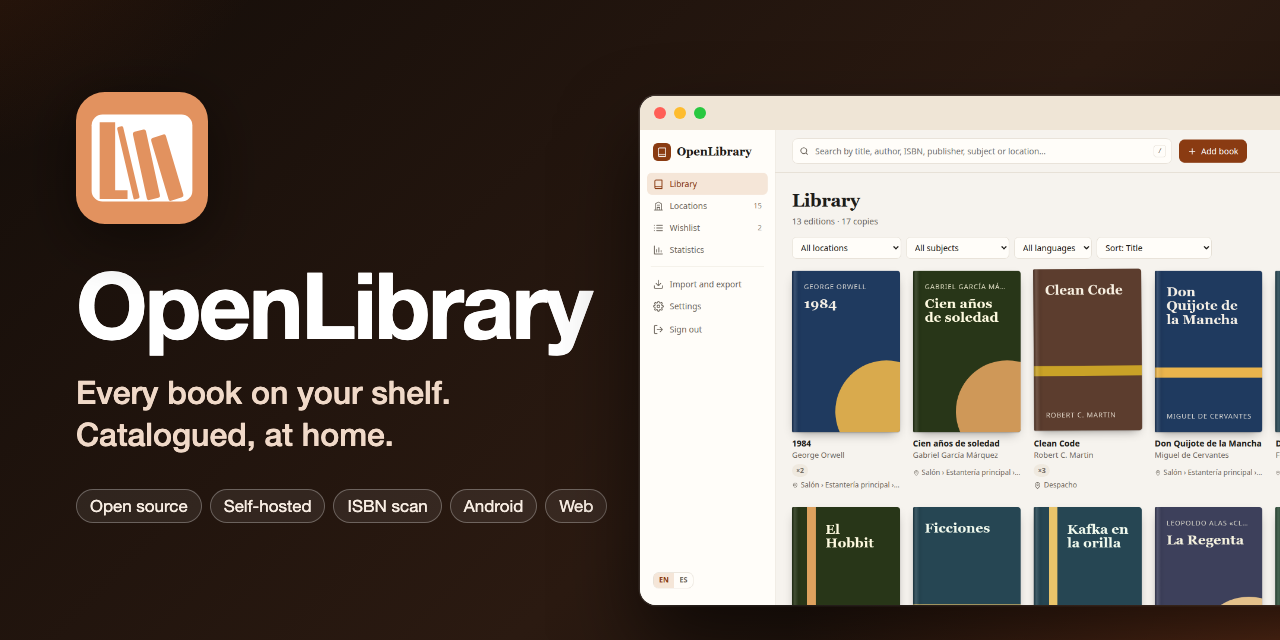 OpenLibrary
Every book on your shelf.
Catalogued, at home.
Open source
Self-hosted
ISBN scan
Android
Web
OpenLibrary
Library
Locations 15
Wishlist 2
Statistics
Import and export
Settings
Sign out
EN ES
Search by title, author, ISBN, publisher, subject or location... /
+ Add book
Library
13 editions · 17 copies
All locations
All subjects
All languages
Sort: Title
GEORGE ORWELL
1984
1984
George Orwell
×2
Salón › Estantería principal ›...
GABRIEL GARCÍA MÁ...
Cien años
de soledad
Cien años de soledad
Gabriel García Márquez
Salón › Estantería principal ›...
Clean Code
ROBERT C. MARTIN
Clean Code
Robert C. Martin
×3
Despacho
Don
Quijote de
la Mancha
MIGUEL DE CERVANTES
Don Quijote de la Mancha
Miguel de Cervantes
Salón › Estantería principal ›...
El
Hobbit
Ficciones
Kafka en
la orilla
LEOPOLDO ALAS «CL...
La Regenta